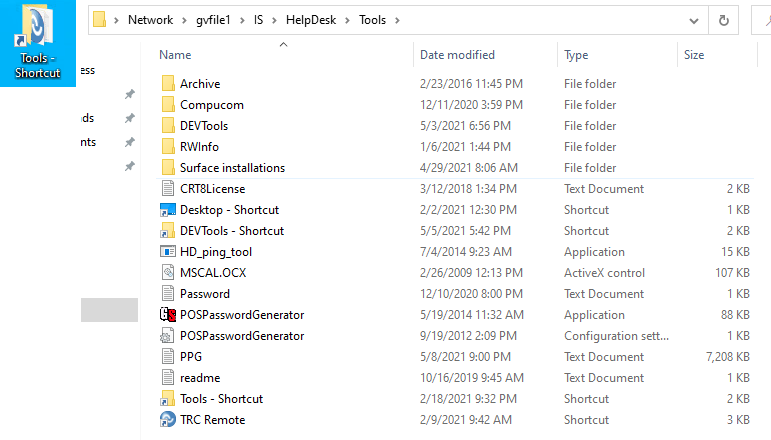 Tools -
Shortcut
Network > gvfile1 > IS > HelpDesk > Tools >
ess
ds
nts
Name Date modified Type Size
Archive 2/23/2016 11:45 PM File folder
Compucom 12/11/2020 3:59 PM File folder
DEVTools 5/3/2021 6:56 PM File folder
RWInfo 1/6/2021 1:44 PM File folder
Surface installations 4/29/2021 8:06 AM File folder
CRT8License 3/12/2018 1:34 PM Text Document 2 KB
Desktop - Shortcut 2/2/2021 12:30 PM Shortcut 1 KB
DEVTools - Shortcut 5/5/2021 5:42 PM Shortcut 2 KB
HD_ping_tool 7/4/2014 9:23 AM Application 15 KB
MSCAL.OCX 2/26/2009 12:13 PM ActiveX control 107 KB
Password 12/10/2020 8:00 PM Text Document 1 KB
POSPasswordGenerator 5/19/2014 11:32 AM Application 88 KB
POSPasswordGenerator 9/19/2012 2:09 PM Configuration sett... 1 KB
PPG 5/8/2021 9:00 PM Text Document 7,208 KB
readme 10/16/2019 9:45 AM Text Document 1 KB
Tools - Shortcut 2/18/2021 9:32 PM Shortcut 2 KB
TRC Remote 2/9/2021 9:42 AM Shortcut 3 KB